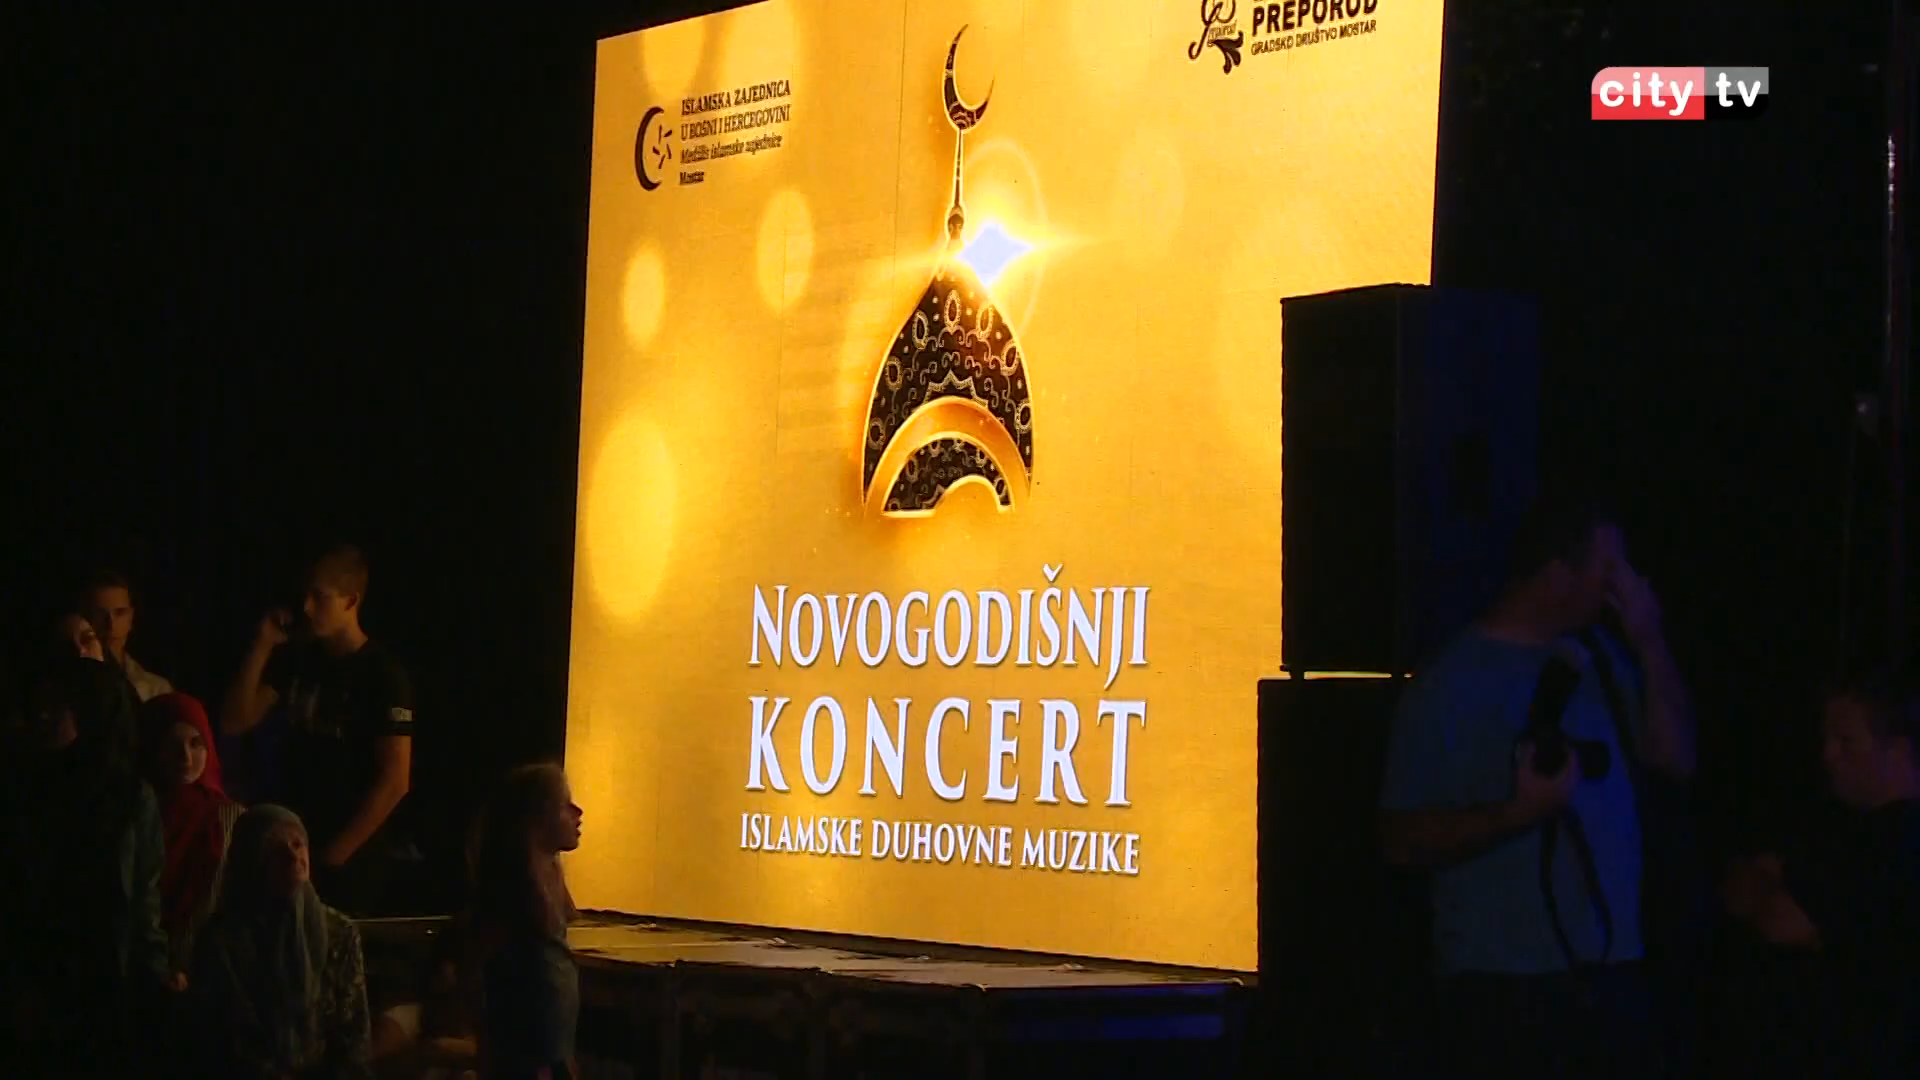 ISLAMSKA ZAJEDNICA
U BOSNI I HERCEGOVINI
Medžlis islamske zajednice
Mostar
PREPOROD
GRADSKO DRUŠTVO MOSTAR
city tv
NOVOGODIŠNJI
KONCERT
ISLAMSKE DUHOVNE MUZIKE